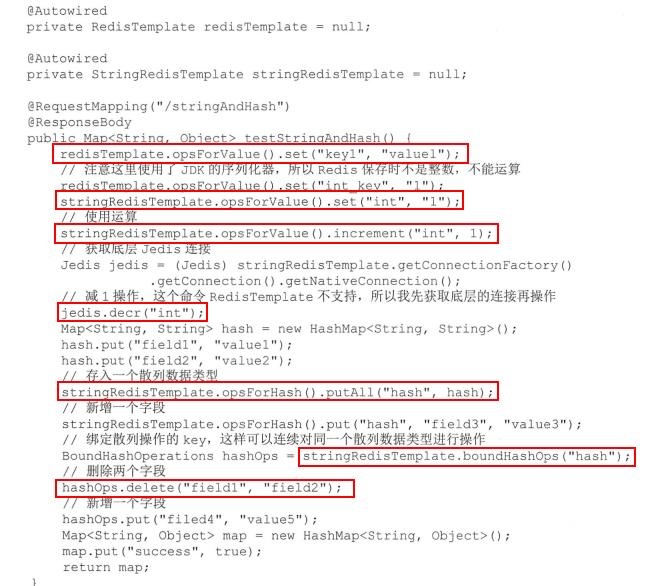 @Autowired
private RedisTemplate redisTemplate = null;
@Autowired
private StringRedisTemplate stringRedisTemplate = null;
@RequestMapping("/stringAndHash")
@ResponseBody
public Map<String, Object> testStringAndHash() {
redisTemplate.opsForValue().set("key1", "value1");
// 注意这里使用了 JDK 的序列化器，所以 Redis 保存时不是整数，不能运算
redisTemplate.opsForValue().set("int_key", "1");
stringRedisTemplate.opsForValue().set("int", "1");
// 使用运算
stringRedisTemplate.opsForValue().increment("int", 1);
// 获取底层 Jedis 连接
Jedis jedis = (Jedis) stringRedisTemplate.getConnectionFactory()
.getConnection().getNativeConnection();
// 减 1 操作，这个命令 RedisTemplate 不支持，所以我先获取底层的连接再操作
jedis.decr("int");
Map<String, String> hash = new HashMap<String, String>();
hash.put("field1", "value1");
hash.put("field2", "value2");
// 存入一个散列数据类型
stringRedisTemplate.opsForHash().putAll("hash", hash);
// 新增一个字段
stringRedisTemplate.opsForHash().put("hash", "field3", "value3");
// 绑定散列操作的 key，这样可以连续对同一个散列数据类型进行操作
BoundHashOperations hashOps = stringRedisTemplate.boundHashOps("hash");
// 删除两个字段
hashOps.delete("field1", "field2");
// 新增一个字段
hashOps.put("filed4", "value5");
Map<String, Object> map = new HashMap<String, Object>();
map.put("success", true);
return map;
}